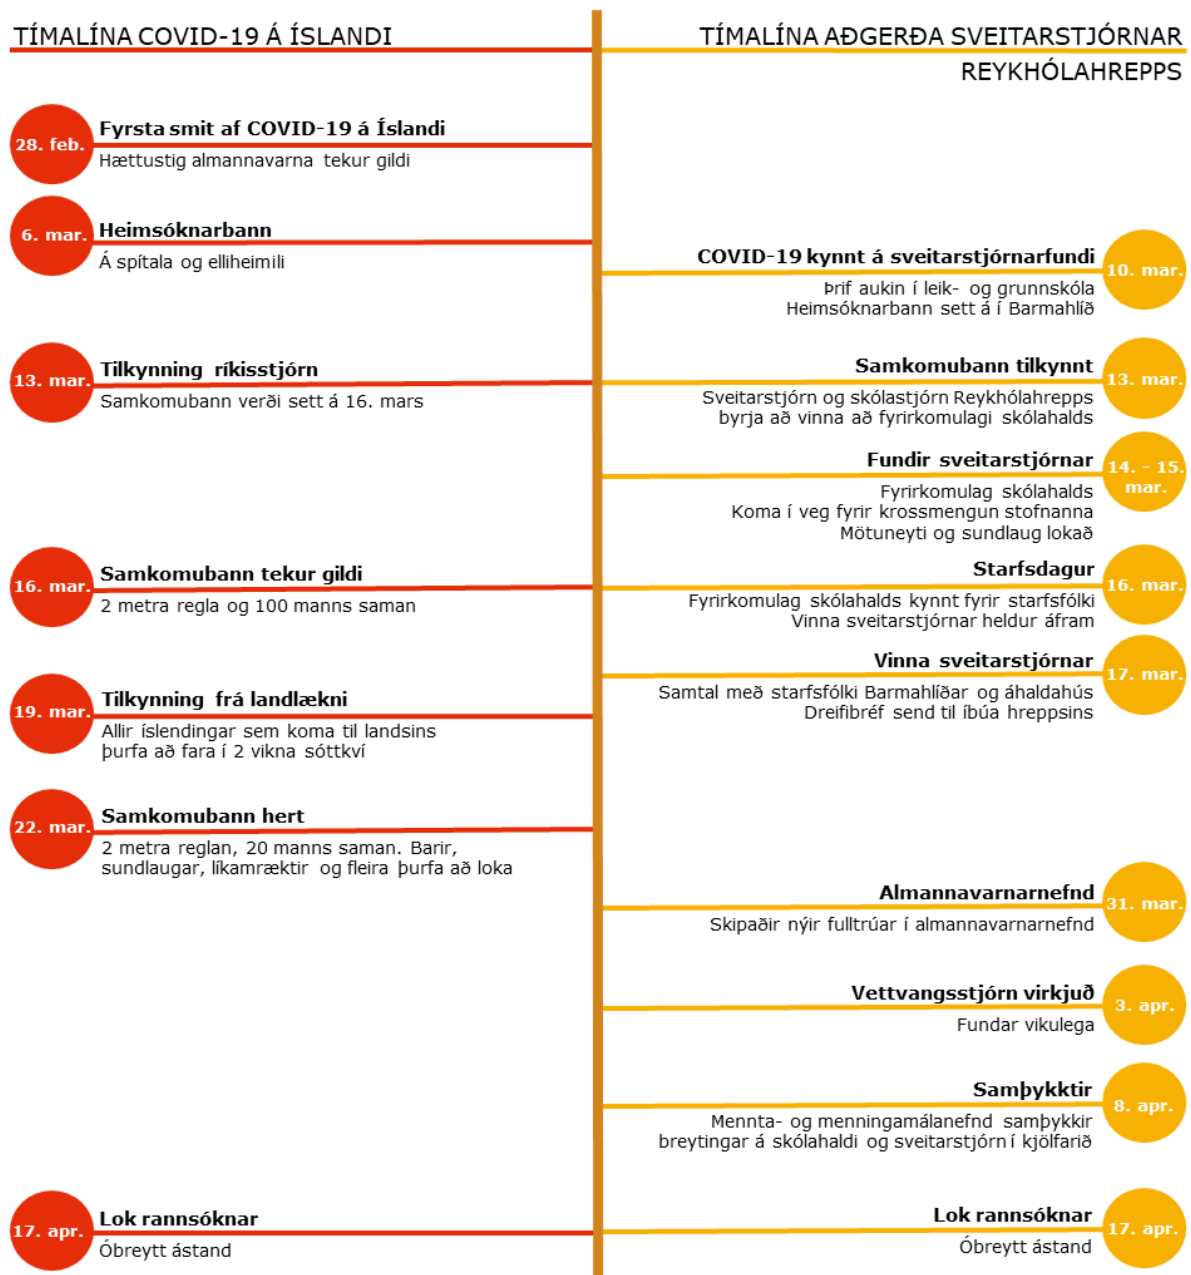 TÍMALÍNA COVID-19 Á ÍSLANDI
28. feb.
Fyrsta smit af COVID-19 á Íslandi
Hættustig almannavarna tekur gildi
6. mar.
Heimsóknarbann
Á spítala og elliheimili
13. mar.
Tilkynning ríkisstjórn
Samkomubann verði sett á 16. mars
16. mar.
Samkomubann tekur gildi
2 metra regla og 100 manns saman
19. mar.
Tilkynning frá landlækni
Allir íslendingar sem koma til landsins
þurfa að fara í 2 vikna sóttkví
22. mar.
Samkomubann hert
2 metra reglan, 20 manns saman. Barir,
sundlaugar, líkamræktir og fleira þurfa að loka
17. apr.
Lok rannsóknar
Óbreytt ástand
TÍMALÍNA AÐGERÐA SVEITARSTJÓRNAR
REYKHÓLAHREPPS
COVID-19 kynnt á sveitarstjórnarfundi
10. mar.
Þrif aukin í leik- og grunnskóla
Heimsóknarbann sett á í Barmahlíð
Samkomubann tilkynnt
13. mar.
Sveitarstjórn og skólastjórn Reykhólahrepps
byrja að vinna að fyrirkomulagi skólahalds
Fundir sveitarstjórnar
14. - 15.
mar.
Fyrirkomulag skólahalds
Koma í veg fyrir krossmengun stofnanna
Mötuneyti og sundlaug lokað
Starfsdagur
16. mar.
Fyrirkomulag skólahalds kynnt fyrir starfsfólki
Vinna sveitarstjórnar heldur áfram
Vinna sveitarstjórnar
17. mar.
Samtal með starfsfólki Barmahlíðar og áhaldahús
Dreifibréf send til íbúa hreppsins
Almannavarnarnefnd
31. mar.
Skipaðir nýir fulltrúar í almannavarnarnefnd
Vettvangsstjórn virkjuð
3. apr.
Fundar vikulega
Samþykktir
8. apr.
Mennta- og menningamálanefnd samþykkir
breytingar á skólahaldi og sveitarstjórn í kjölfarið
Lok rannsóknar
17. apr.
Óbreytt ástand